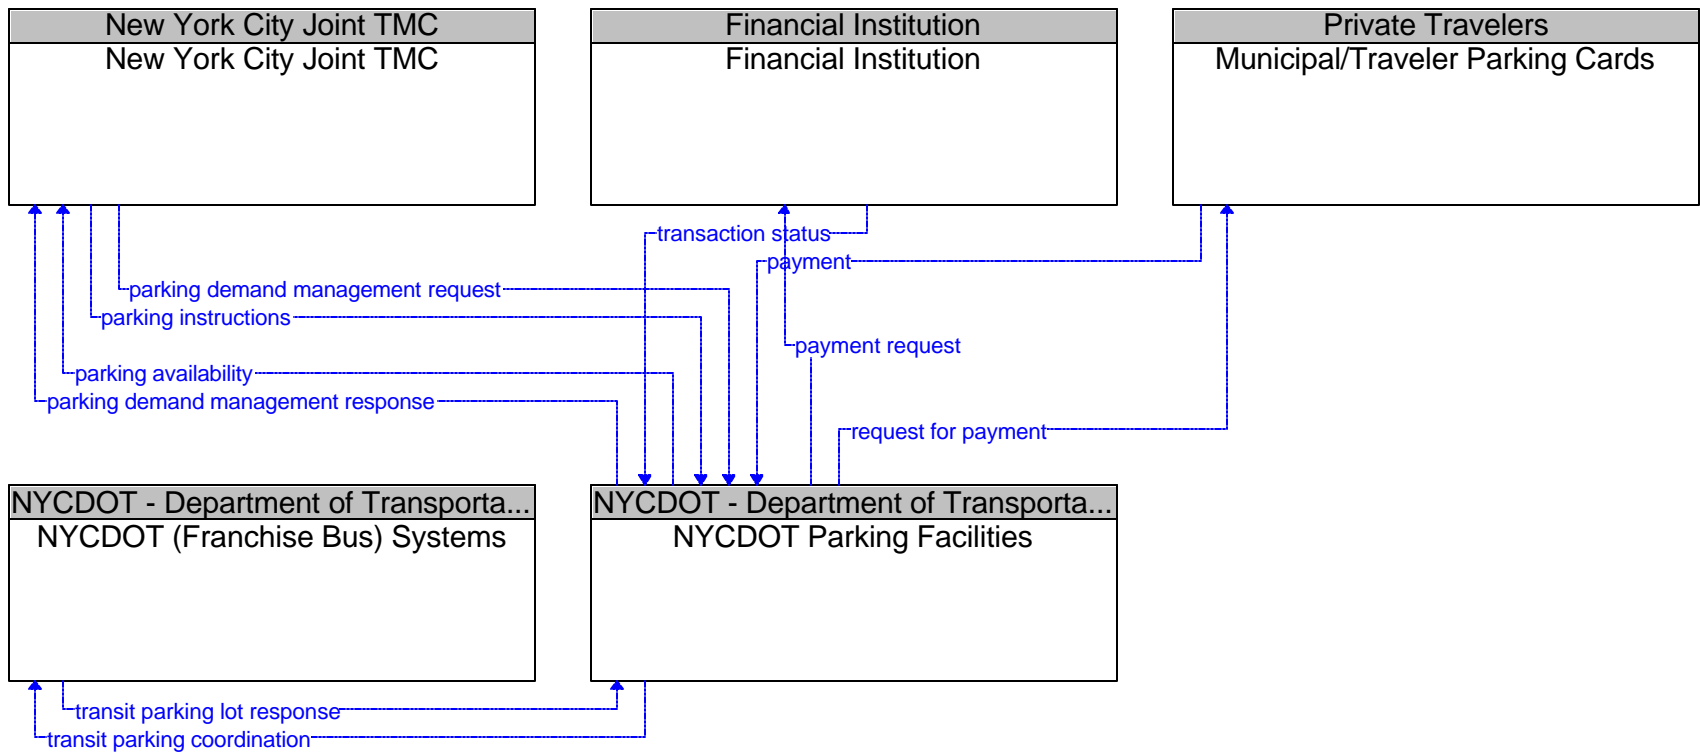 New York City Joint TMC
New York City Joint TMC
Financial Institution
Financial Institution
Private Travelers
Municipal/Traveler Parking Cards
transaction status
payment
parking demand management request
parking instructions
payment request
parking availability
parking demand management response
request for payment
NYCDOT - Department of Transporta...
NYCDOT (Franchise Bus) Systems
NYCDOT - Department of Transporta...
NYCDOT Parking Facilities
transit parking lot response
transit parking coordination